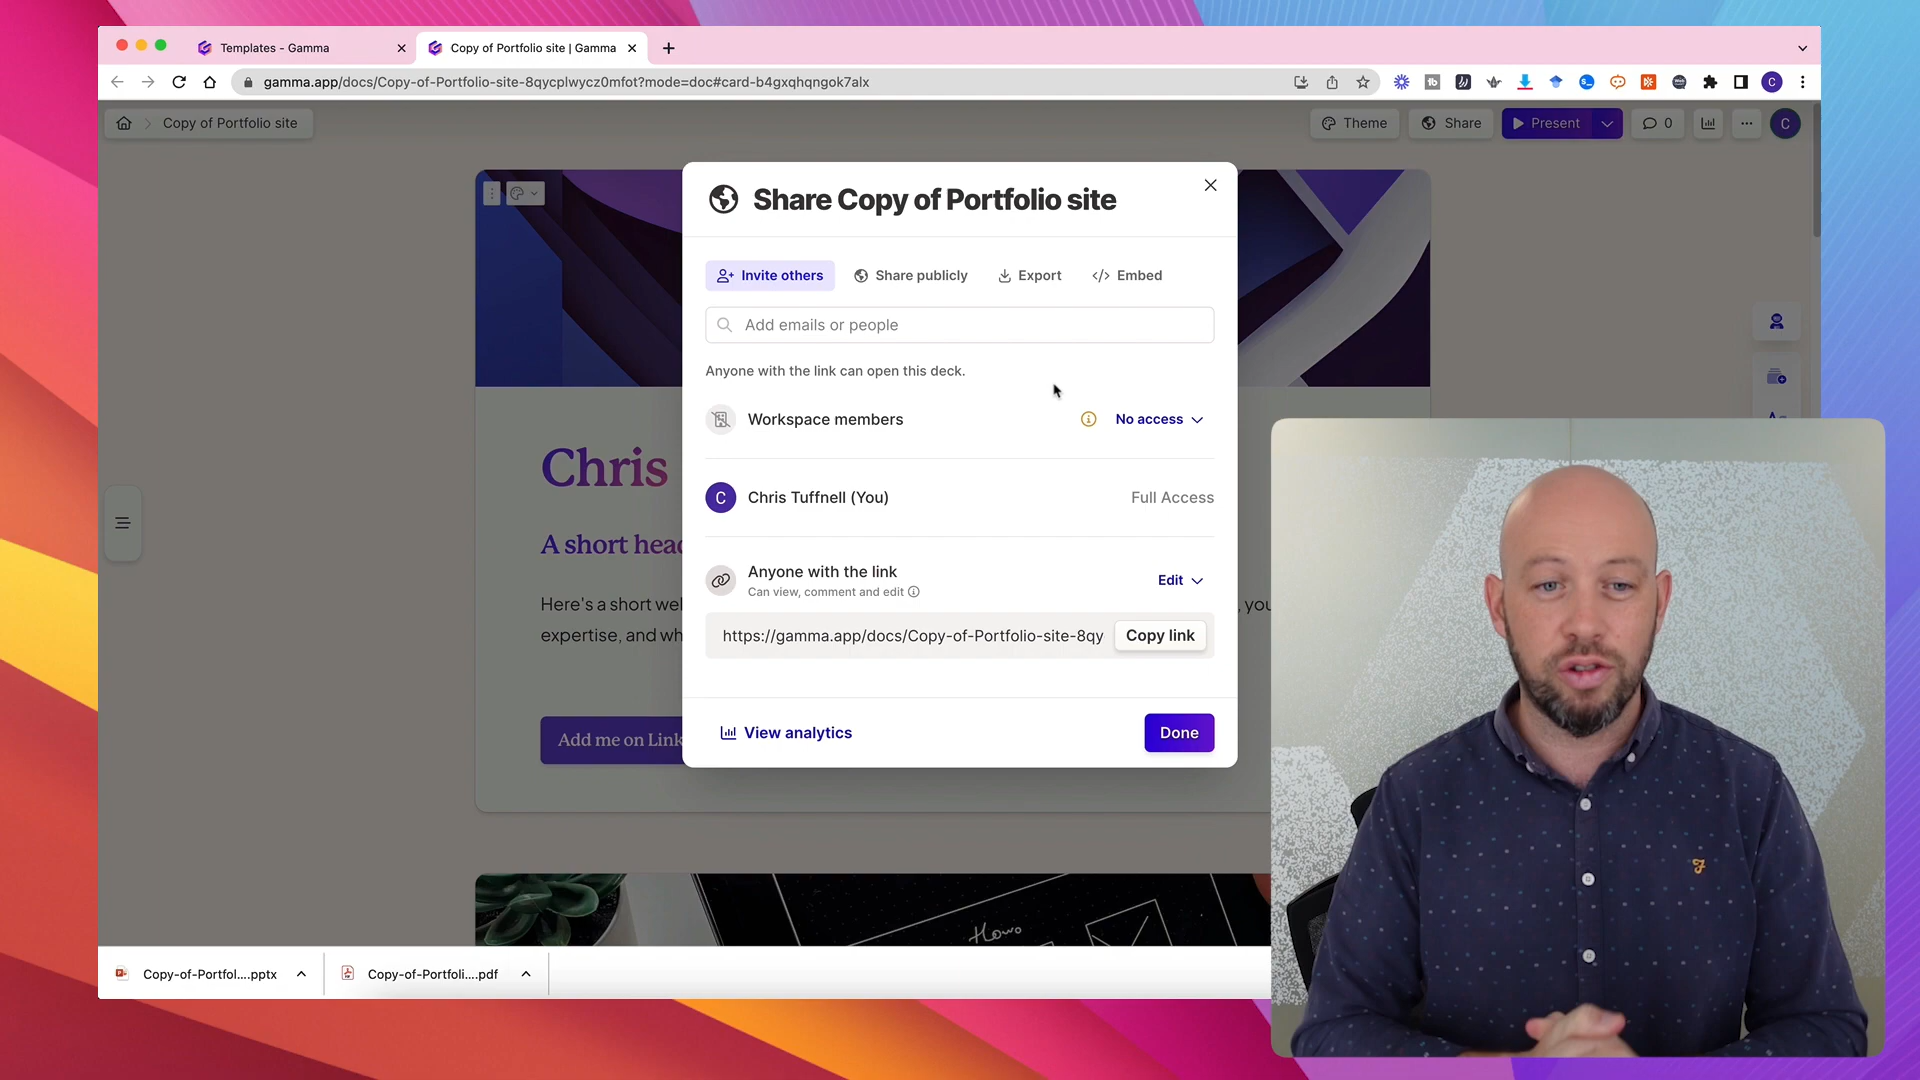 Templates - Gamma
Copy of Portfolio site | Gamma
gamma.app/docs/Copy-of-Portfolio-site-8qycplwycz0mfot?mode=doc#card-b4gxqhqngok7alx
C
Copy of Portfolio site
Theme
Share
Present
0
C
Share Copy of Portfolio site
Invite others
Share publicly
Export
Embed
Add emails or people
Anyone with the link can open this deck.
Workspace members
No access
C
Chris Tuffnell (You)
Full Access
Anyone with the link
Can view, comment and edit
Edit
https://gamma.app/docs/Copy-of-Portfolio-site-8qy
Copy link
View analytics
Done
Chris
A short head
Here's a short wel
, you
expertise, and wh
Add me on Link
Copy-of-Portfol....pptx
Copy-of-Portfoli....pdf